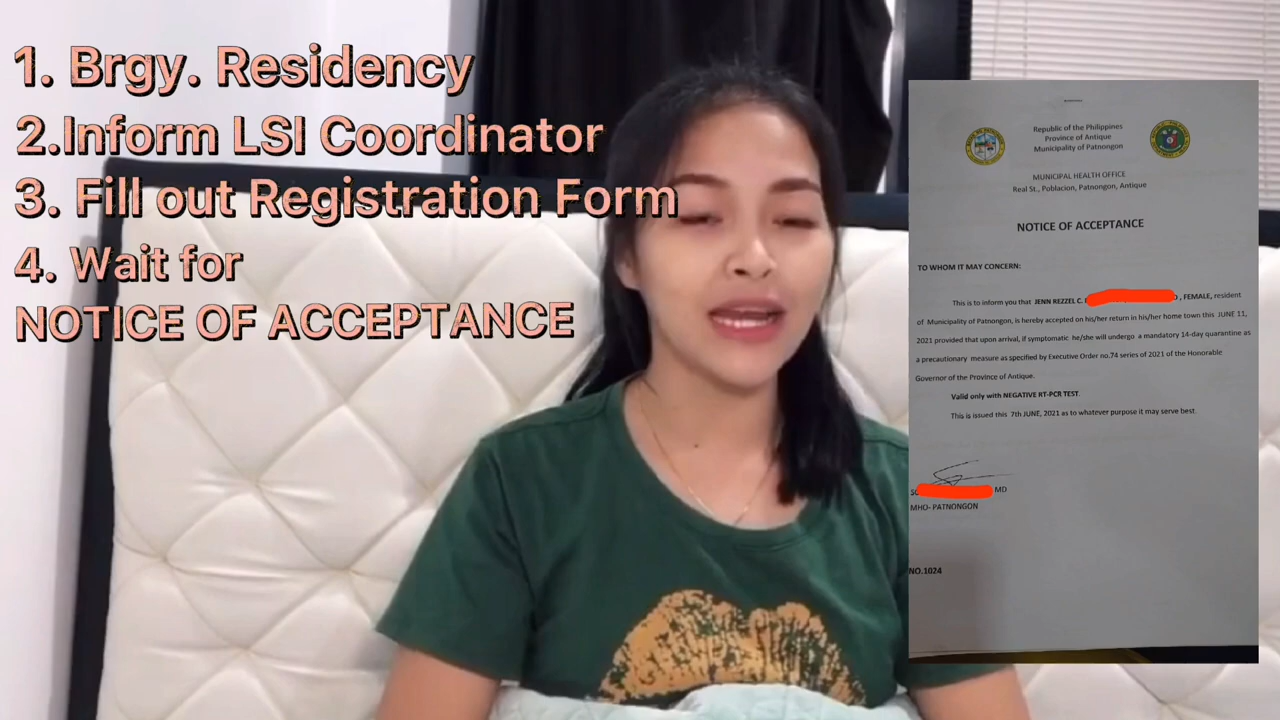 1. Brgy. Residency
2.Inform LSI Coordinator
3. Fill out Registration Form
4. Wait for
NOTICE OF ACCEPTANCE
Republic of the Philippines
Province of Antique
Municipality of Patnongon
MUNICIPAL HEALTH OFFICE
Real St., Poblacion, Patnongon, Antique
NOTICE OF ACCEPTANCE
TO WHOM IT MAY CONCERN:
This is to inform you that JENN REZZEL C. , FEMALE, resident
of Municipality of Patnongon, is hereby accepted on his/her return in his/her home town this JUNE 11,
2021 provided that upon arrival, if symptomatic he/she will undergo a mandatory 14-day quarantine as
a precautionary measure as specified by Executive Order no.74 series of 2021 of the Honorable
Governor of the Province of Antique.
Valid only with NEGATIVE RT-PCR TEST.
This is issued this 7th JUNE, 2021 as to whatever purpose it may serve best.
MD
MHO- PATNONGON
NO.1024